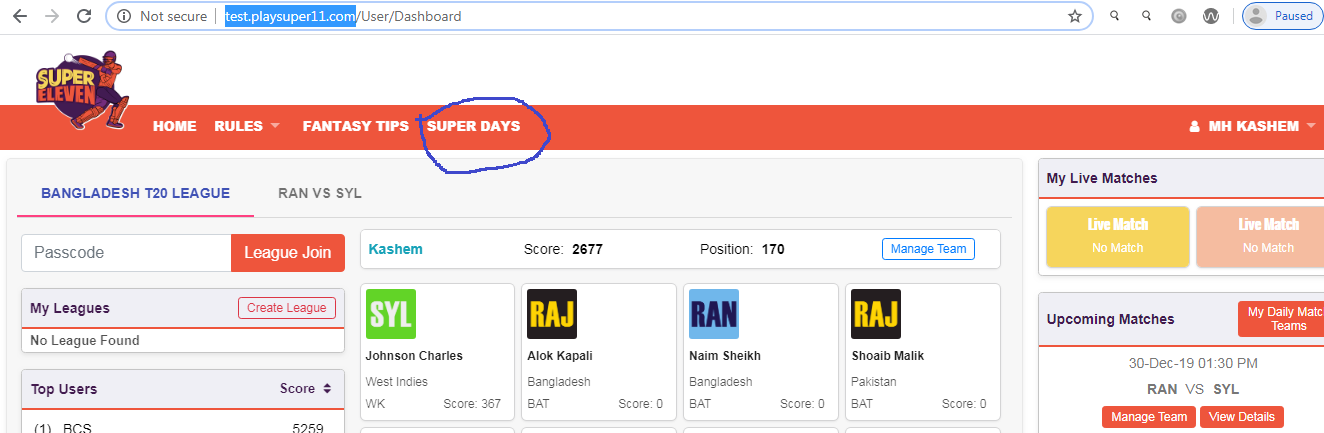 Not secure | test.playsuper11.com/User/Dashboard
Paused
SUPER
ELEVEN
HOME RULES FANTASY TIPS SUPER DAYS MH KASHEM
BANGLADESH T20 LEAGUE RAN VS SYL
Passcode League Join
Kashem Score: 2677 Position: 170 Manage Team
My Leagues Create League
No League Found
Top Users Score
(1) BCS 5259
SYL
Johnson Charles
West Indies
WK Score: 367
RAJ
Alok Kapali
Bangladesh
BAT Score: 0
RAN
Naim Sheikh
Bangladesh
BAT Score: 0
RAJ
Shoaib Malik
Pakistan
BAT Score: 0
My Live Matches
Live Match
No Match
Live Match
No Match
Upcoming Matches
My Daily Matc
Teams
30-Dec-19 01:30 PM
RAN VS SYL
Manage Team View Details